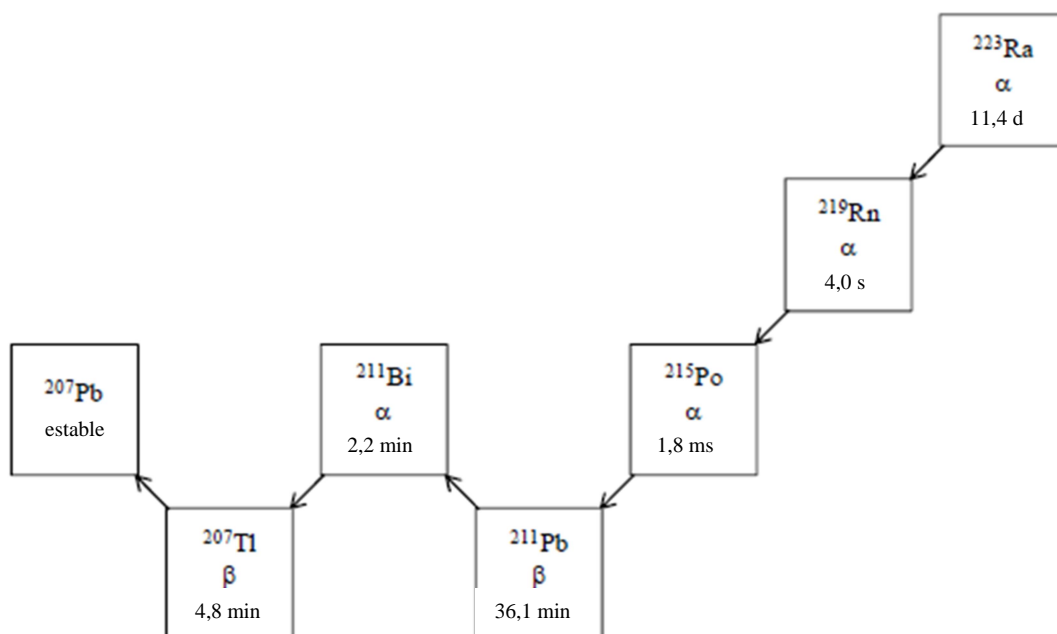 ²²³Ra
α
11,4 d
²¹⁹Rn
α
4,0 s
²⁰⁷Pb
estable
²¹¹Bi
α
2,2 min
²¹⁵Po
α
1,8 ms
²⁰⁷Tl
β
4,8 min
²¹¹Pb
β
36,1 min